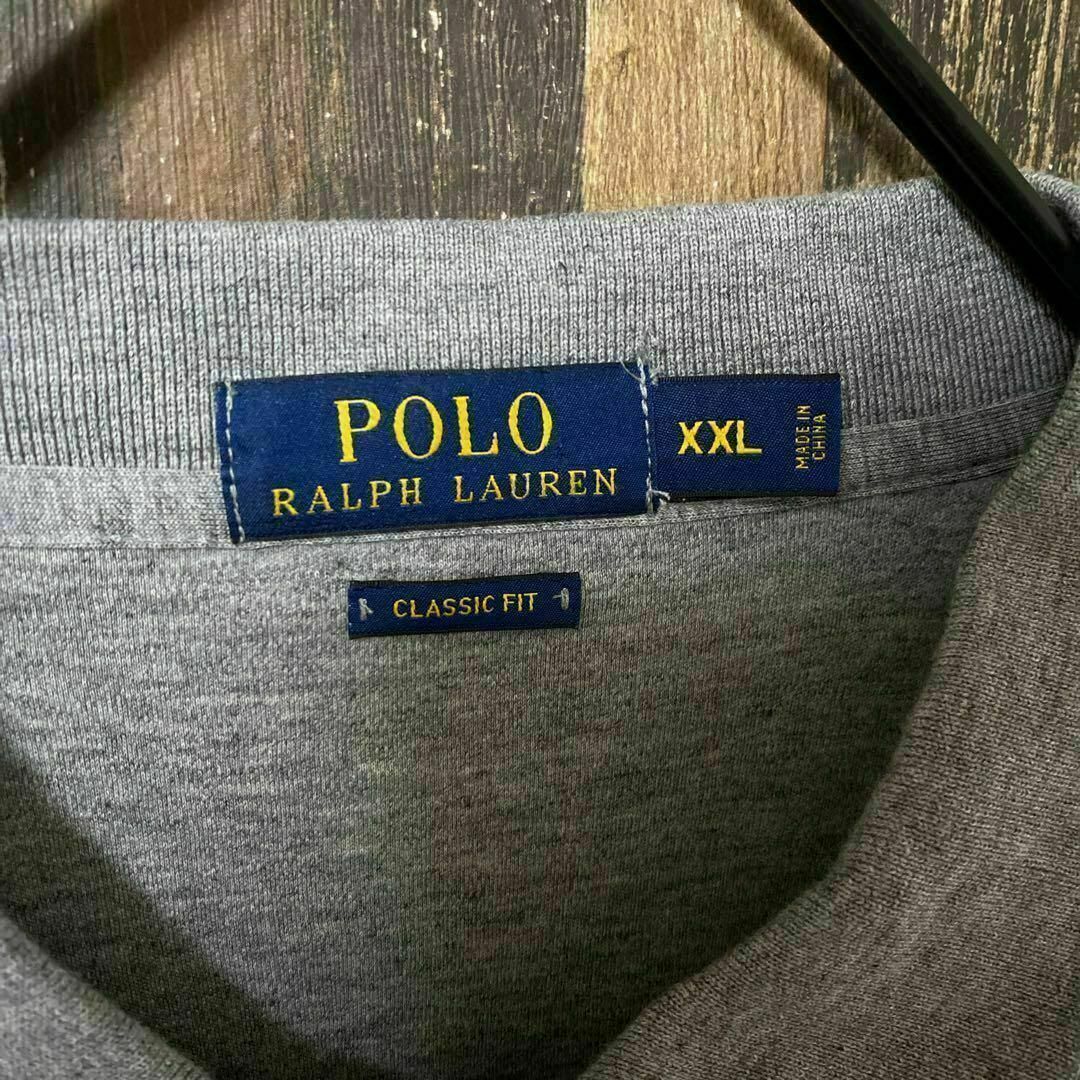 POLO
RALPH LAUREN
XXL
MADE IN
CHINA
CLASSIC FIT